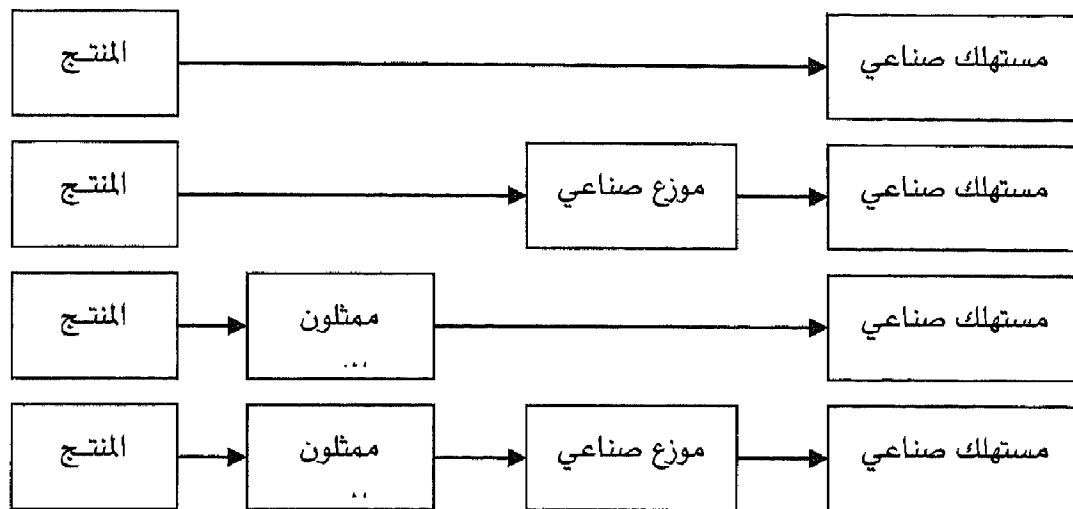 المنتج
مستهلك صناعي
المنتج
موزع صناعي
مستهلك صناعي
المنتج
ممثلون
مستهلك صناعي
المنتج
ممثلون
موزع صناعي
مستهلك صناعي